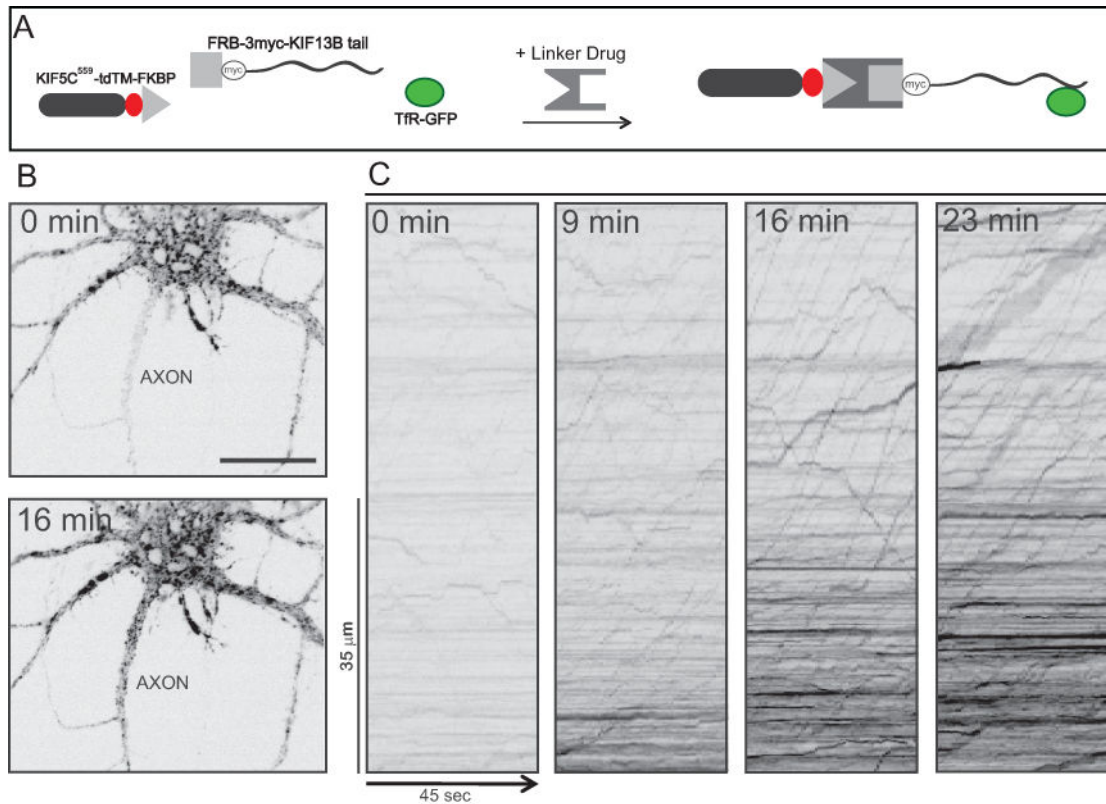 A
KIF5C559-tdTM-FKBP
FRB-3myc-KIF13B tail
myc
TfR-GFP
+ Linker Drug
myc
B
0 min
AXON
16 min
AXON
C
0 min
9 min
16 min
23 min
35 μm
45 sec